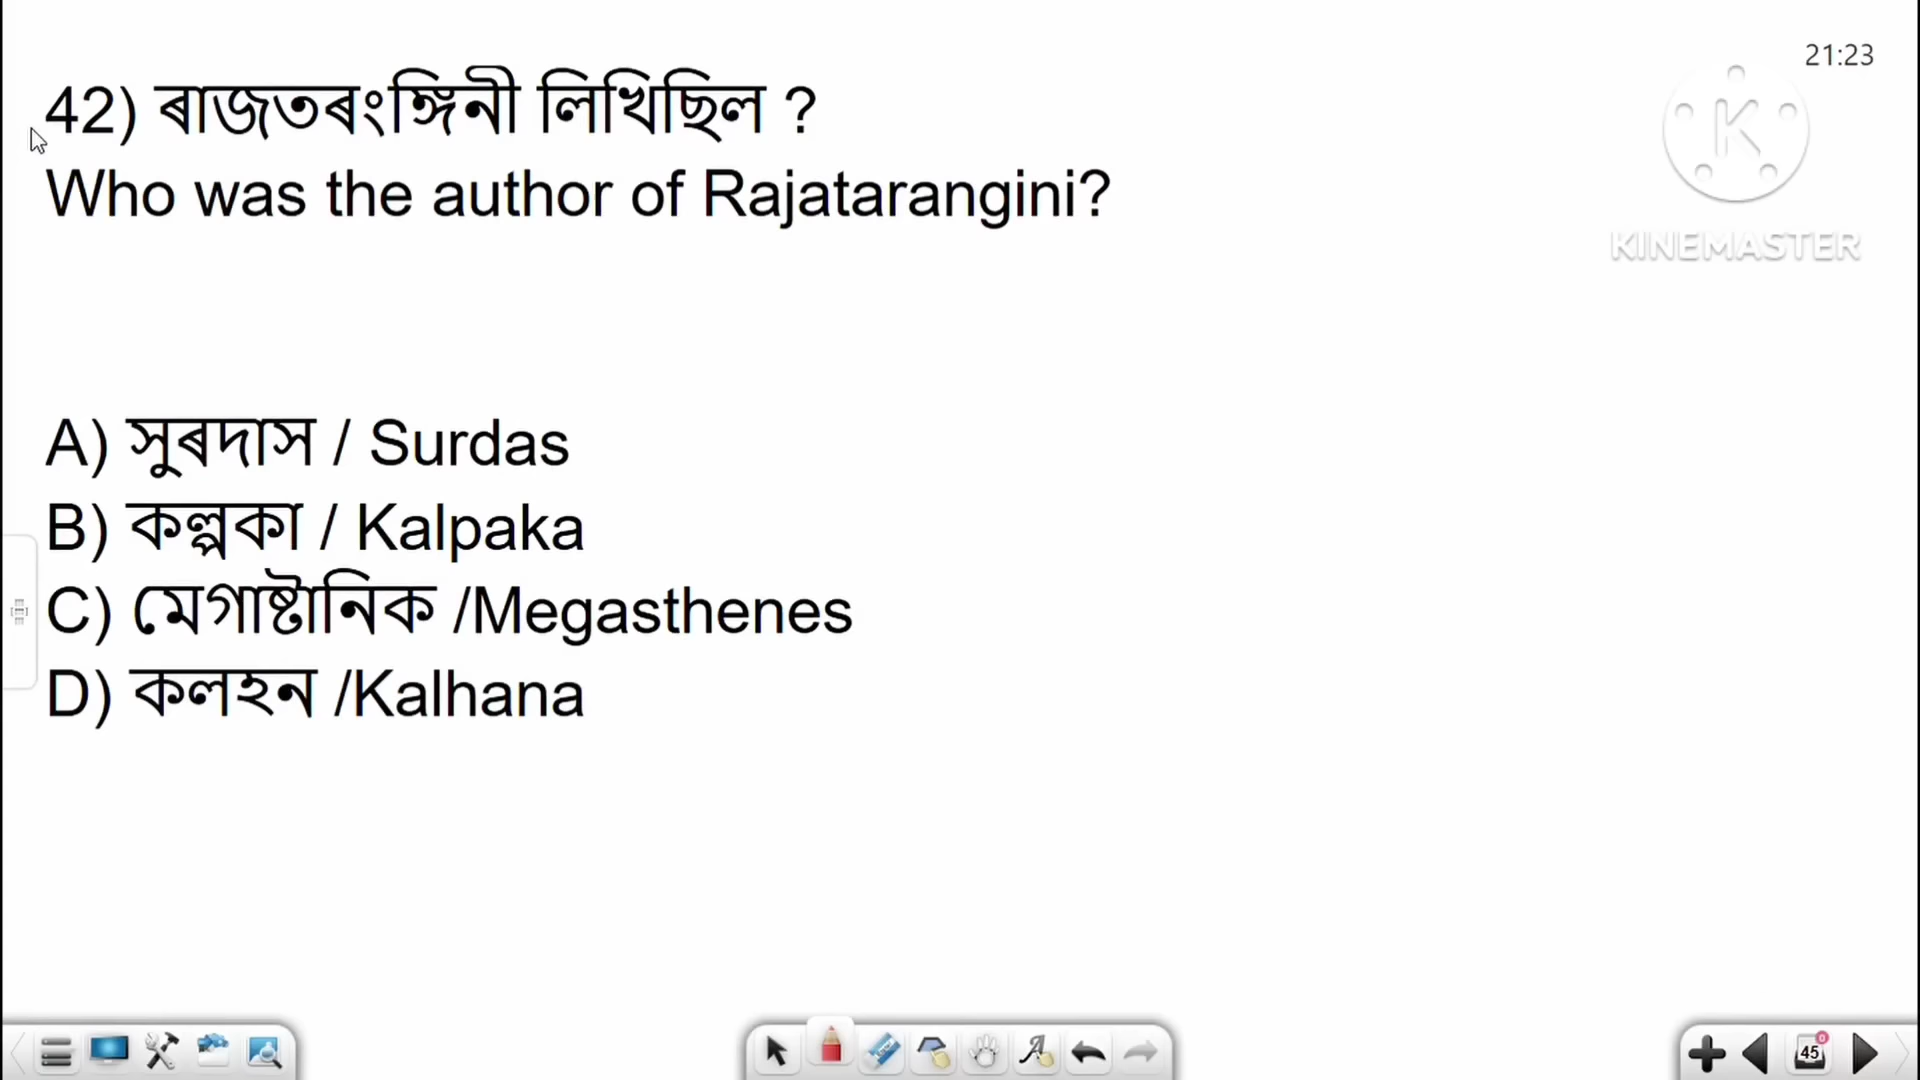 21:23
42) ৰাজতৰংঙ্গিনী লিখিছিল ?
Who was the author of Rajatarangini?
KINEMASTER
A) সুৰদাস / Surdas
B) কল্পকা / Kalpaka
C) মেগাষ্টানিক /Megasthenes
D) কলহন /Kalhana
45